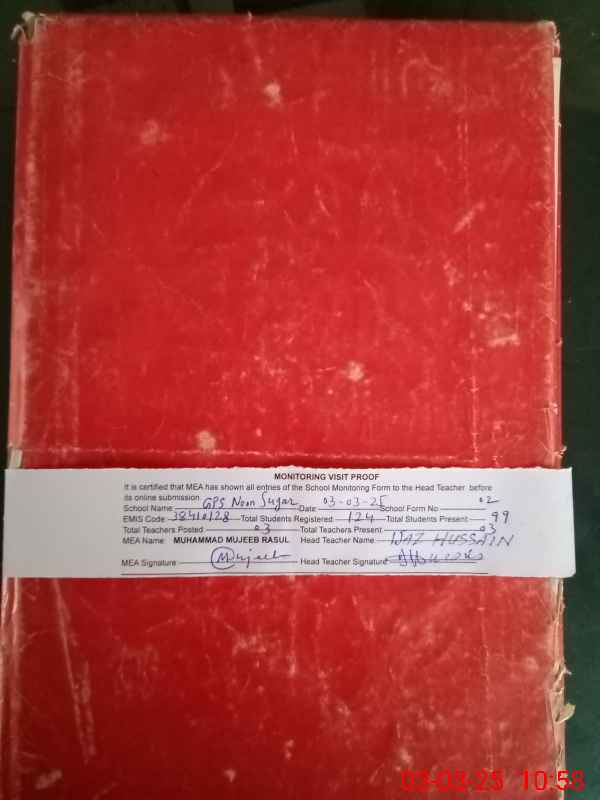 MONITORING VISIT PROOF
It is certified that MEA has shown all entries of the School Monitoring Form to the Head Teacher before
its online submission
School Name GPS Noon Sugar Date 03-03-25 School Form No 02
EMIS Code 38410128 Total Students Registered 124 Total Students Present 99
Total Teachers Posted 03 Total Teachers Present 03
MEA Name: MUHAMMAD MUJEEB RASUL Head Teacher Name IJAZ HUSSAIN
MEA Signature Mujeeb Head Teacher Signature
03-03-25 10:53